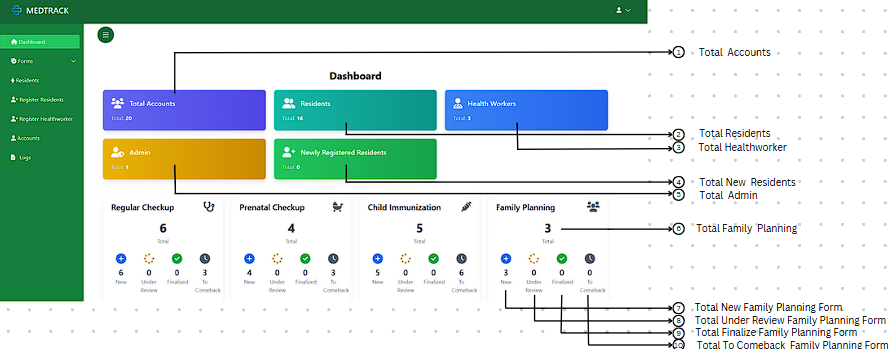 MEDTRACK
Dashboard
Forms
Residents
Register Residents
Register Healthworker
Accounts
Logs
Dashboard
Total Accounts
Total: 20
Residents
Total: 16
Health Workers
Total: 3
Admin
Total: 1
Newly Registered Residents
Total: 0
Regular Checkup
6
Total
6 New
0 Under Review
0 Finalized
3 To Comeback
Prenatal Checkup
4
Total
4 New
0 Under Review
0 Finalized
3 To Comeback
Child Immunization
5
Total
5 New
0 Under Review
0 Finalized
6 To Comeback
Family Planning
3
Total
3 New
0 Under Review
0 Finalized
0 To Comeback
1 Total Accounts
2 Total Residents
3 Total Healthworker
4 Total New Residents
5 Total Admin
6 Total Family Planning
7 Total New Family Planning Form
8 Total Under Review Family Planning Form
9 Total Finalize Family Planning Form
10 Total To Comeback Family Planning Form